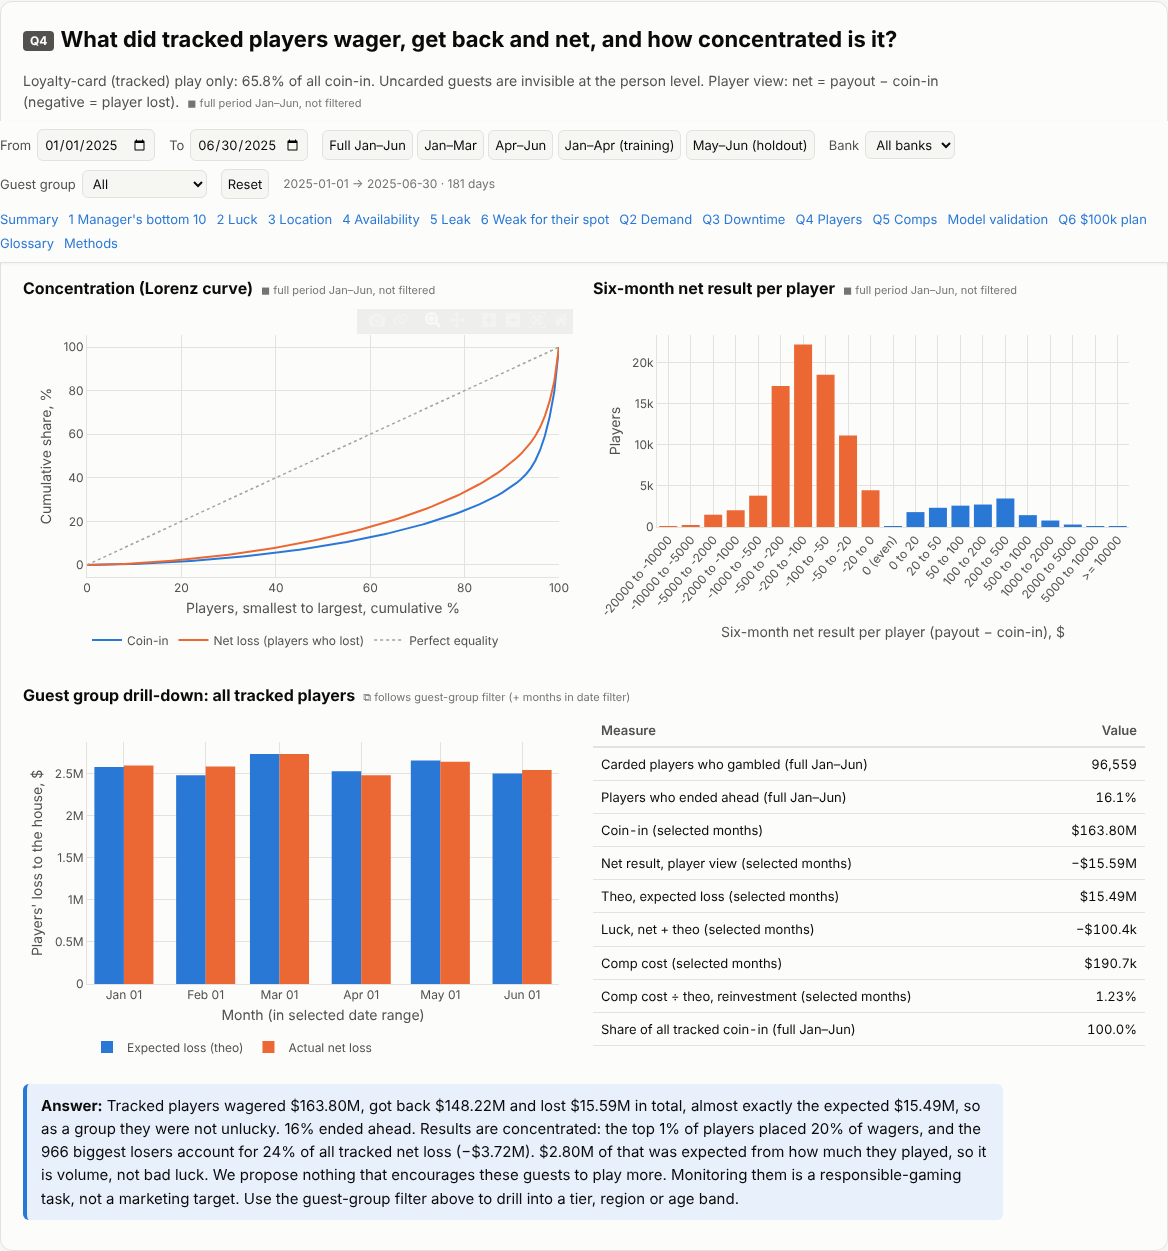 Q4 What did tracked players wager, get back and net, and how concentrated is it?
Loyalty-card (tracked) play only: 65.8% of all coin-in. Uncarded guests are invisible at the person level. Player view: net = payout − coin-in
(negative = player lost). ■ full period Jan–Jun, not filtered
From 01/01/2025 To 06/30/2025 Full Jan–Jun Jan–Mar Apr–Jun Jan–Apr (training) May–Jun (holdout) Bank All banks
Guest group All Reset 2025-01-01 → 2025-06-30 · 181 days
Summary 1 Manager's bottom 10 2 Luck 3 Location 4 Availability 5 Leak 6 Weak for their spot Q2 Demand Q3 Downtime Q4 Players Q5 Comps Model validation Q6 $100k plan
Glossary Methods
Concentration (Lorenz curve) ■ full period Jan–Jun, not filtered
100
80
60
40
20
0
Cumulative share, %
0 20 40 60 80 100
Players, smallest to largest, cumulative %
Coin-in Net loss (players who lost) Perfect equality
Six-month net result per player ■ full period Jan–Jun, not filtered
20k
15k
10k
5k
0
Players
-20000 to -10000
-10000 to -5000
-5000 to -2000
-2000 to -1000
-1000 to -500
-500 to -200
-200 to -100
-100 to -50
-50 to -20
-20 to 0
0 (even)
0 to 20
20 to 50
50 to 100
100 to 200
200 to 500
500 to 1000
1000 to 2000
2000 to 5000
5000 to 10000
>= 10000
Six-month net result per player (payout − coin-in), $
Guest group drill-down: all tracked players ⧉ follows guest-group filter (+ months in date filter)
2.5M
2M
1.5M
1M
0.5M
0
Players' loss to the house, $
Jan 01 Feb 01 Mar 01 Apr 01 May 01 Jun 01
Month (in selected date range)
Expected loss (theo) Actual net loss
Measure Value
Carded players who gambled (full Jan–Jun) 96,559
Players who ended ahead (full Jan–Jun) 16.1%
Coin-in (selected months) $163.80M
Net result, player view (selected months) −$15.59M
Theo, expected loss (selected months) $15.49M
Luck, net + theo (selected months) −$100.4k
Comp cost (selected months) $190.7k
Comp cost ÷ theo, reinvestment (selected months) 1.23%
Share of all tracked coin-in (full Jan–Jun) 100.0%
Answer: Tracked players wagered $163.80M, got back $148.22M and lost $15.59M in total, almost exactly the expected $15.49M, so
as a group they were not unlucky. 16% ended ahead. Results are concentrated: the top 1% of players placed 20% of wagers, and the
966 biggest losers account for 24% of all tracked net loss (−$3.72M). $2.80M of that was expected from how much they played, so it
is volume, not bad luck. We propose nothing that encourages these guests to play more. Monitoring them is a responsible-gaming
task, not a marketing target. Use the guest-group filter above to drill into a tier, region or age band.